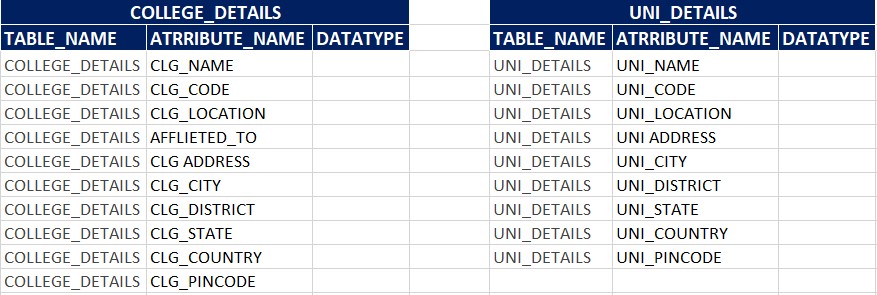 COLLEGE_DETAILS UNI_DETAILS
TABLE_NAME ATRRIBUTE_NAME DATATYPE TABLE_NAME ATRRIBUTE_NAME DATATYPE
COLLEGE_DETAILS CLG_NAME UNI_DETAILS UNI_NAME
COLLEGE_DETAILS CLG_CODE UNI_DETAILS UNI_CODE
COLLEGE_DETAILS CLG_LOCATION UNI_DETAILS UNI_LOCATION
COLLEGE_DETAILS AFFLIETED_TO UNI_DETAILS UNI ADDRESS
COLLEGE_DETAILS CLG ADDRESS UNI_DETAILS UNI_CITY
COLLEGE_DETAILS CLG_CITY UNI_DETAILS UNI_DISTRICT
COLLEGE_DETAILS CLG_DISTRICT UNI_DETAILS UNI_STATE
COLLEGE_DETAILS CLG_STATE UNI_DETAILS UNI_COUNTRY
COLLEGE_DETAILS CLG_COUNTRY UNI_DETAILS UNI_PINCODE
COLLEGE_DETAILS CLG_PINCODE